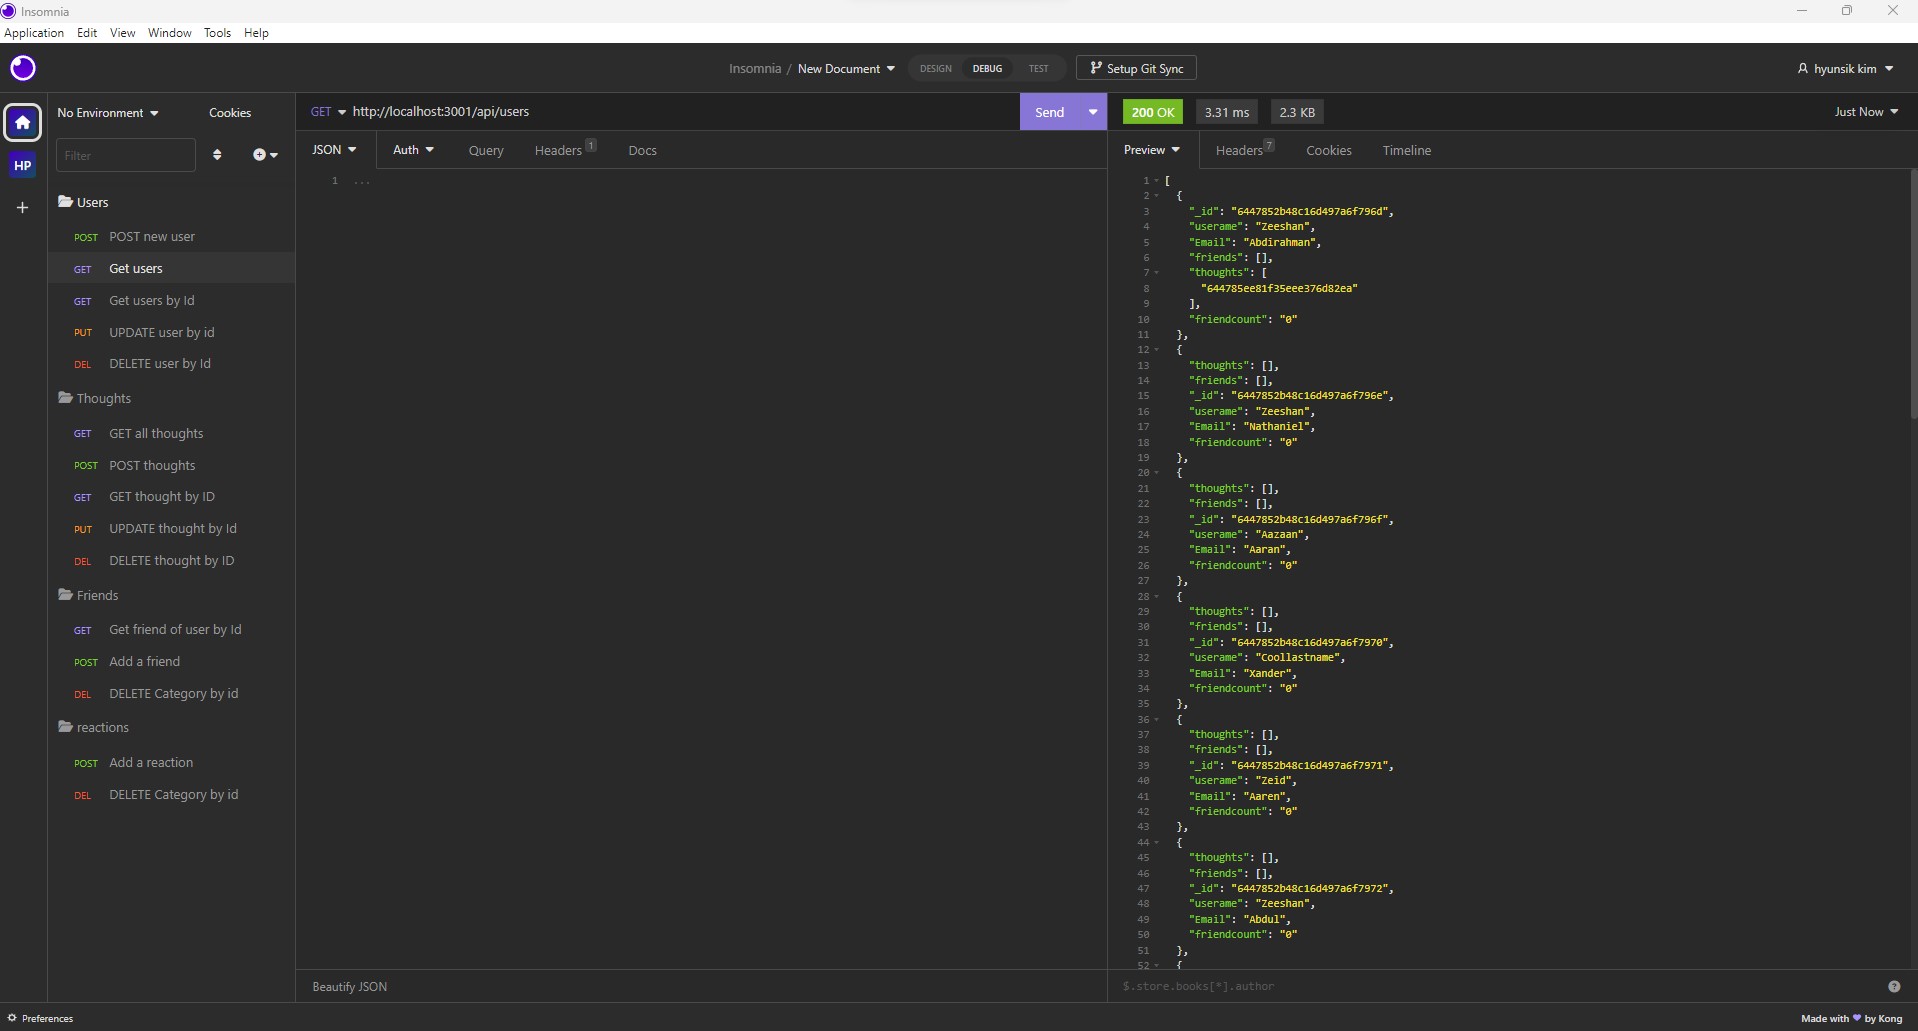 Insomnia
Application Edit View Window Tools Help
Insomnia / New Document DESIGN DEBUG TEST Setup Git Sync hyunsik kim
HP
No Environment Cookies
Filter
Users
POST POST new user
GET Get users
GET Get users by Id
PUT UPDATE user by id
DEL DELETE user by Id
Thoughts
GET GET all thoughts
POST POST thoughts
GET GET thought by ID
PUT UPDATE thought by Id
DEL DELETE thought by ID
Friends
GET Get friend of user by Id
POST Add a friend
DEL DELETE Category by id
reactions
POST Add a reaction
DEL DELETE Category by id
GET http://localhost:3001/api/users Send
JSON Auth Query Headers 1 Docs
1 ...
Beautify JSON
200 OK 3.31 ms 2.3 KB Just Now
Preview Headers 7 Cookies Timeline
1 [
2 {
3 "_id": "6447852b48c16d497a6f796d",
4 "userame": "Zeeshan",
5 "Email": "Abdirahman",
6 "friends": [],
7 "thoughts": [
8 "644785ee81f35eee376d82ea"
9 ],
10 "friendcount": "0"
11 },
12 {
13 "thoughts": [],
14 "friends": [],
15 "_id": "6447852b48c16d497a6f796e",
16 "userame": "Zeeshan",
17 "Email": "Nathaniel",
18 "friendcount": "0"
19 },
20 {
21 "thoughts": [],
22 "friends": [],
23 "_id": "6447852b48c16d497a6f796f",
24 "userame": "Aazaan",
25 "Email": "Aaran",
26 "friendcount": "0"
27 },
28 {
29 "thoughts": [],
30 "friends": [],
31 "_id": "6447852b48c16d497a6f7970",
32 "userame": "Coollastname",
33 "Email": "Xander",
34 "friendcount": "0"
35 },
36 {
37 "thoughts": [],
38 "friends": [],
39 "_id": "6447852b48c16d497a6f7971",
40 "userame": "Zeid",
41 "Email": "Aaren",
42 "friendcount": "0"
43 },
44 {
45 "thoughts": [],
46 "friends": [],
47 "_id": "6447852b48c16d497a6f7972",
48 "userame": "Zeeshan",
49 "Email": "Abdul",
50 "friendcount": "0"
51 },
52 {
$.store.books[*].author
Preferences
Made with by Kong